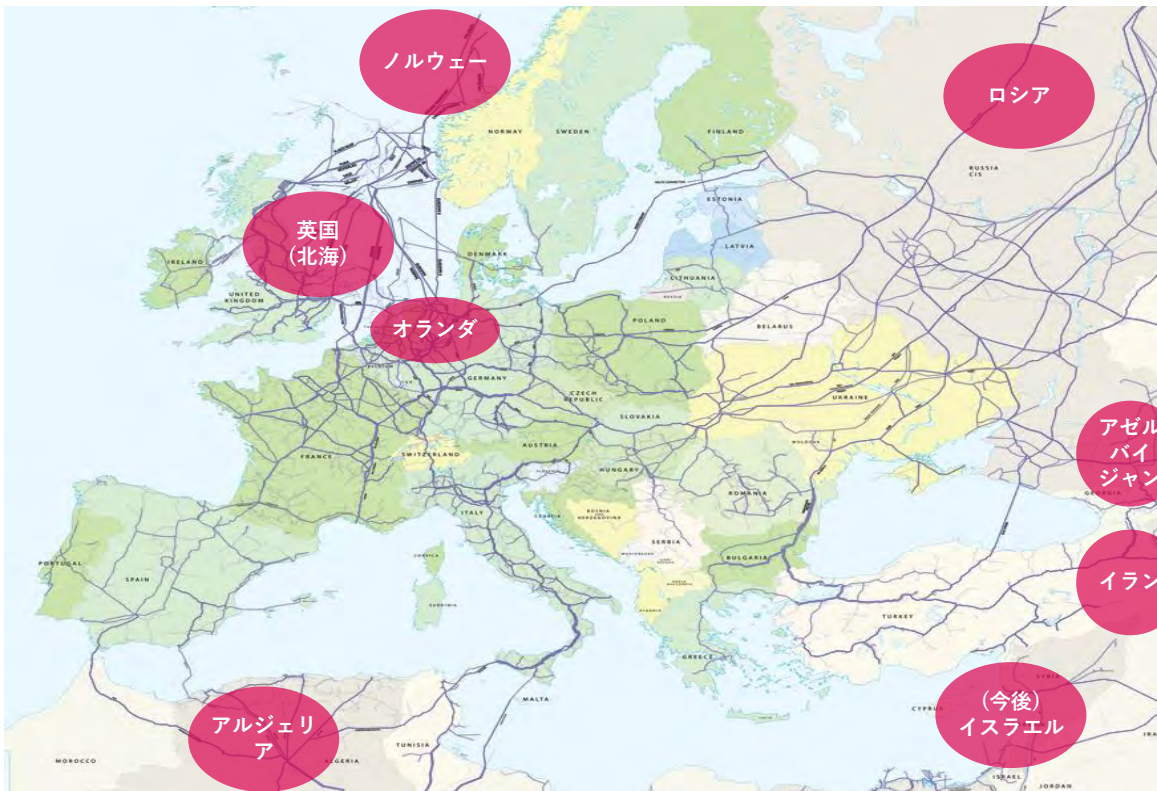 ノルウェー
ロシア
NORWAY
SWEDEN
FINLAND
RUSSIA
CIS
ESTONIA
英国
(北海)
LATVIA
DENMARK
IRELAND
LITHUANIA
UNITED
KINGDOM
オランダ
POLAND
BELARUS
BELGIUM
GERMANY
CZECH
REPUBLIC
UKRAINE
SLOVAKIA
アゼル
バイ
ジャン
AUSTRIA
MOLDOVA
FRANCE
SWITZERLAND
HUNGARY
ROMANIA
GEORGIA
ITALY
CROATIA
BOSNIA
AND
HERZEGOVINA
SERBIA
PORTUGAL
CORSICA
BULGARIA
SPAIN
イラン
SARDINIA
ALBANIA
TURKEY
GREECE
SYRIA
(今後)
イスラエル
MALTA
CYPRUS
アルジェリ
ア
TUNISIA
IRA
MOROCCO
ALGERIA
ISRAEL
JORDAN